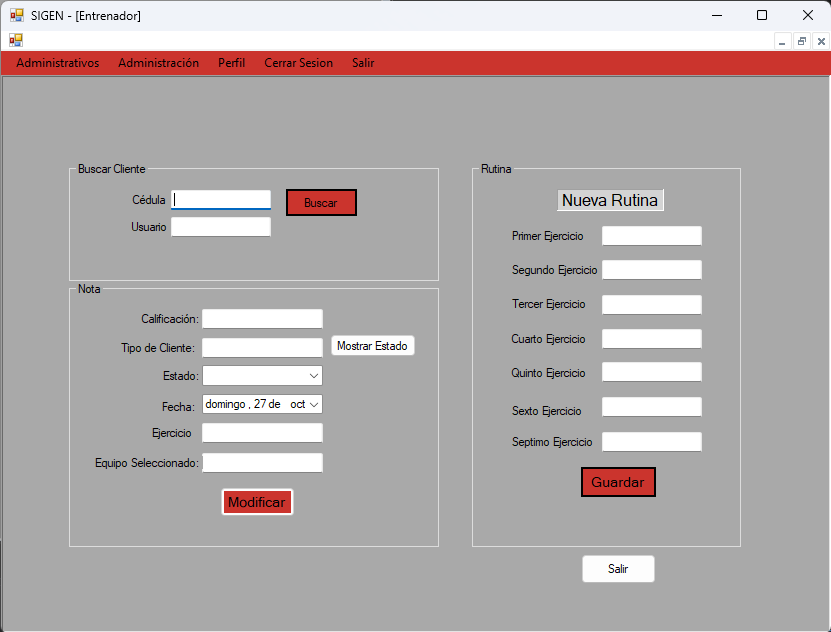 SIGEN - [Entrenador]
Administrativos Administración Perfil Cerrar Sesion Salir
Buscar Cliente
Cédula
Buscar
Usuario
Nota
Calificación:
Tipo de Cliente:
Mostrar Estado
Estado:
Fecha:
domingo , 27 de oct
Ejercicio
Equipo Seleccionado:
Modificar
Rutina
Nueva Rutina
Primer Ejercicio
Segundo Ejercicio
Tercer Ejercicio
Cuarto Ejercicio
Quinto Ejercicio
Sexto Ejercicio
Septimo Ejercicio
Guardar
Salir